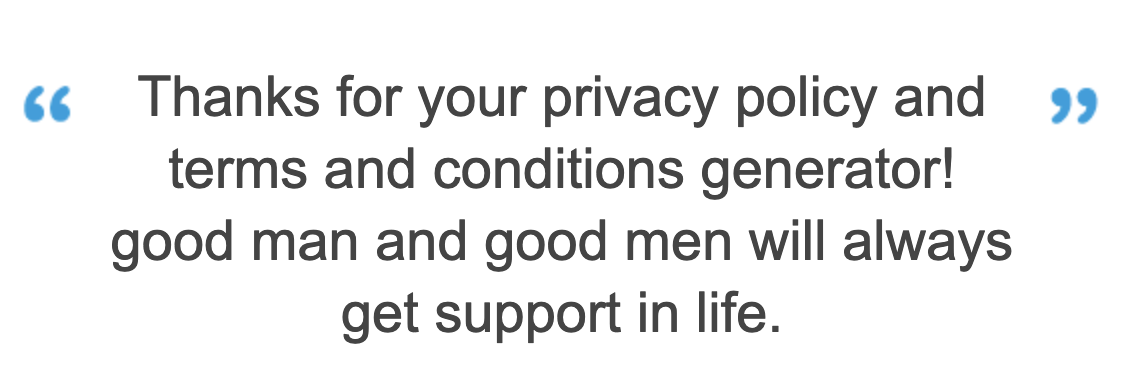 “ Thanks for your privacy policy and ”
terms and conditions generator!
good man and good men will always
get support in life.